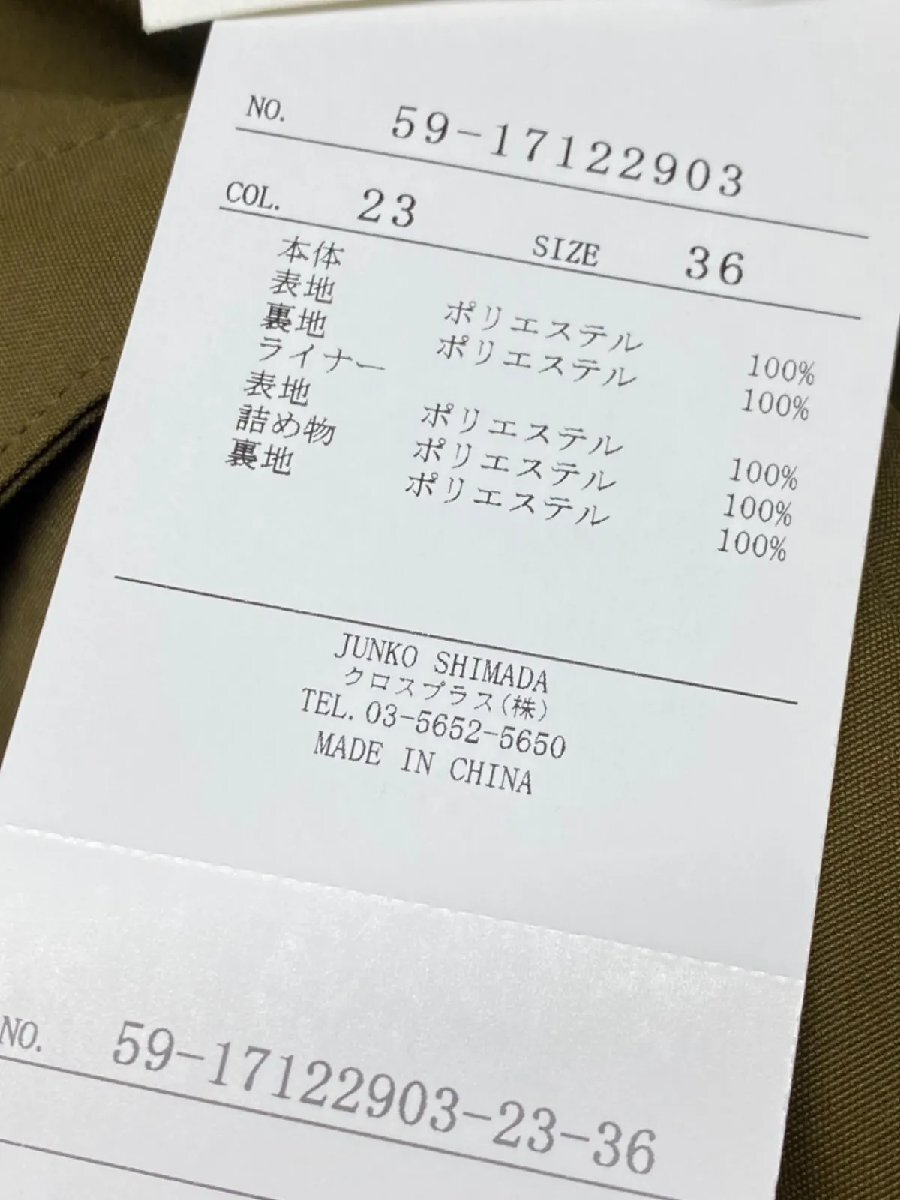 NO. 59-17122903
COL. 23 SIZE 36
本体
表地 ポリエステル 100%
裏地 ポリエステル 100%
ライナー
表地 ポリエステル 100%
詰め物 ポリエステル 100%
裏地 ポリエステル 100%
JUNKO SHIMADA
クロスプラス(株)
TEL. 03-5652-5650
MADE IN CHINA
NO. 59-17122903-23-36